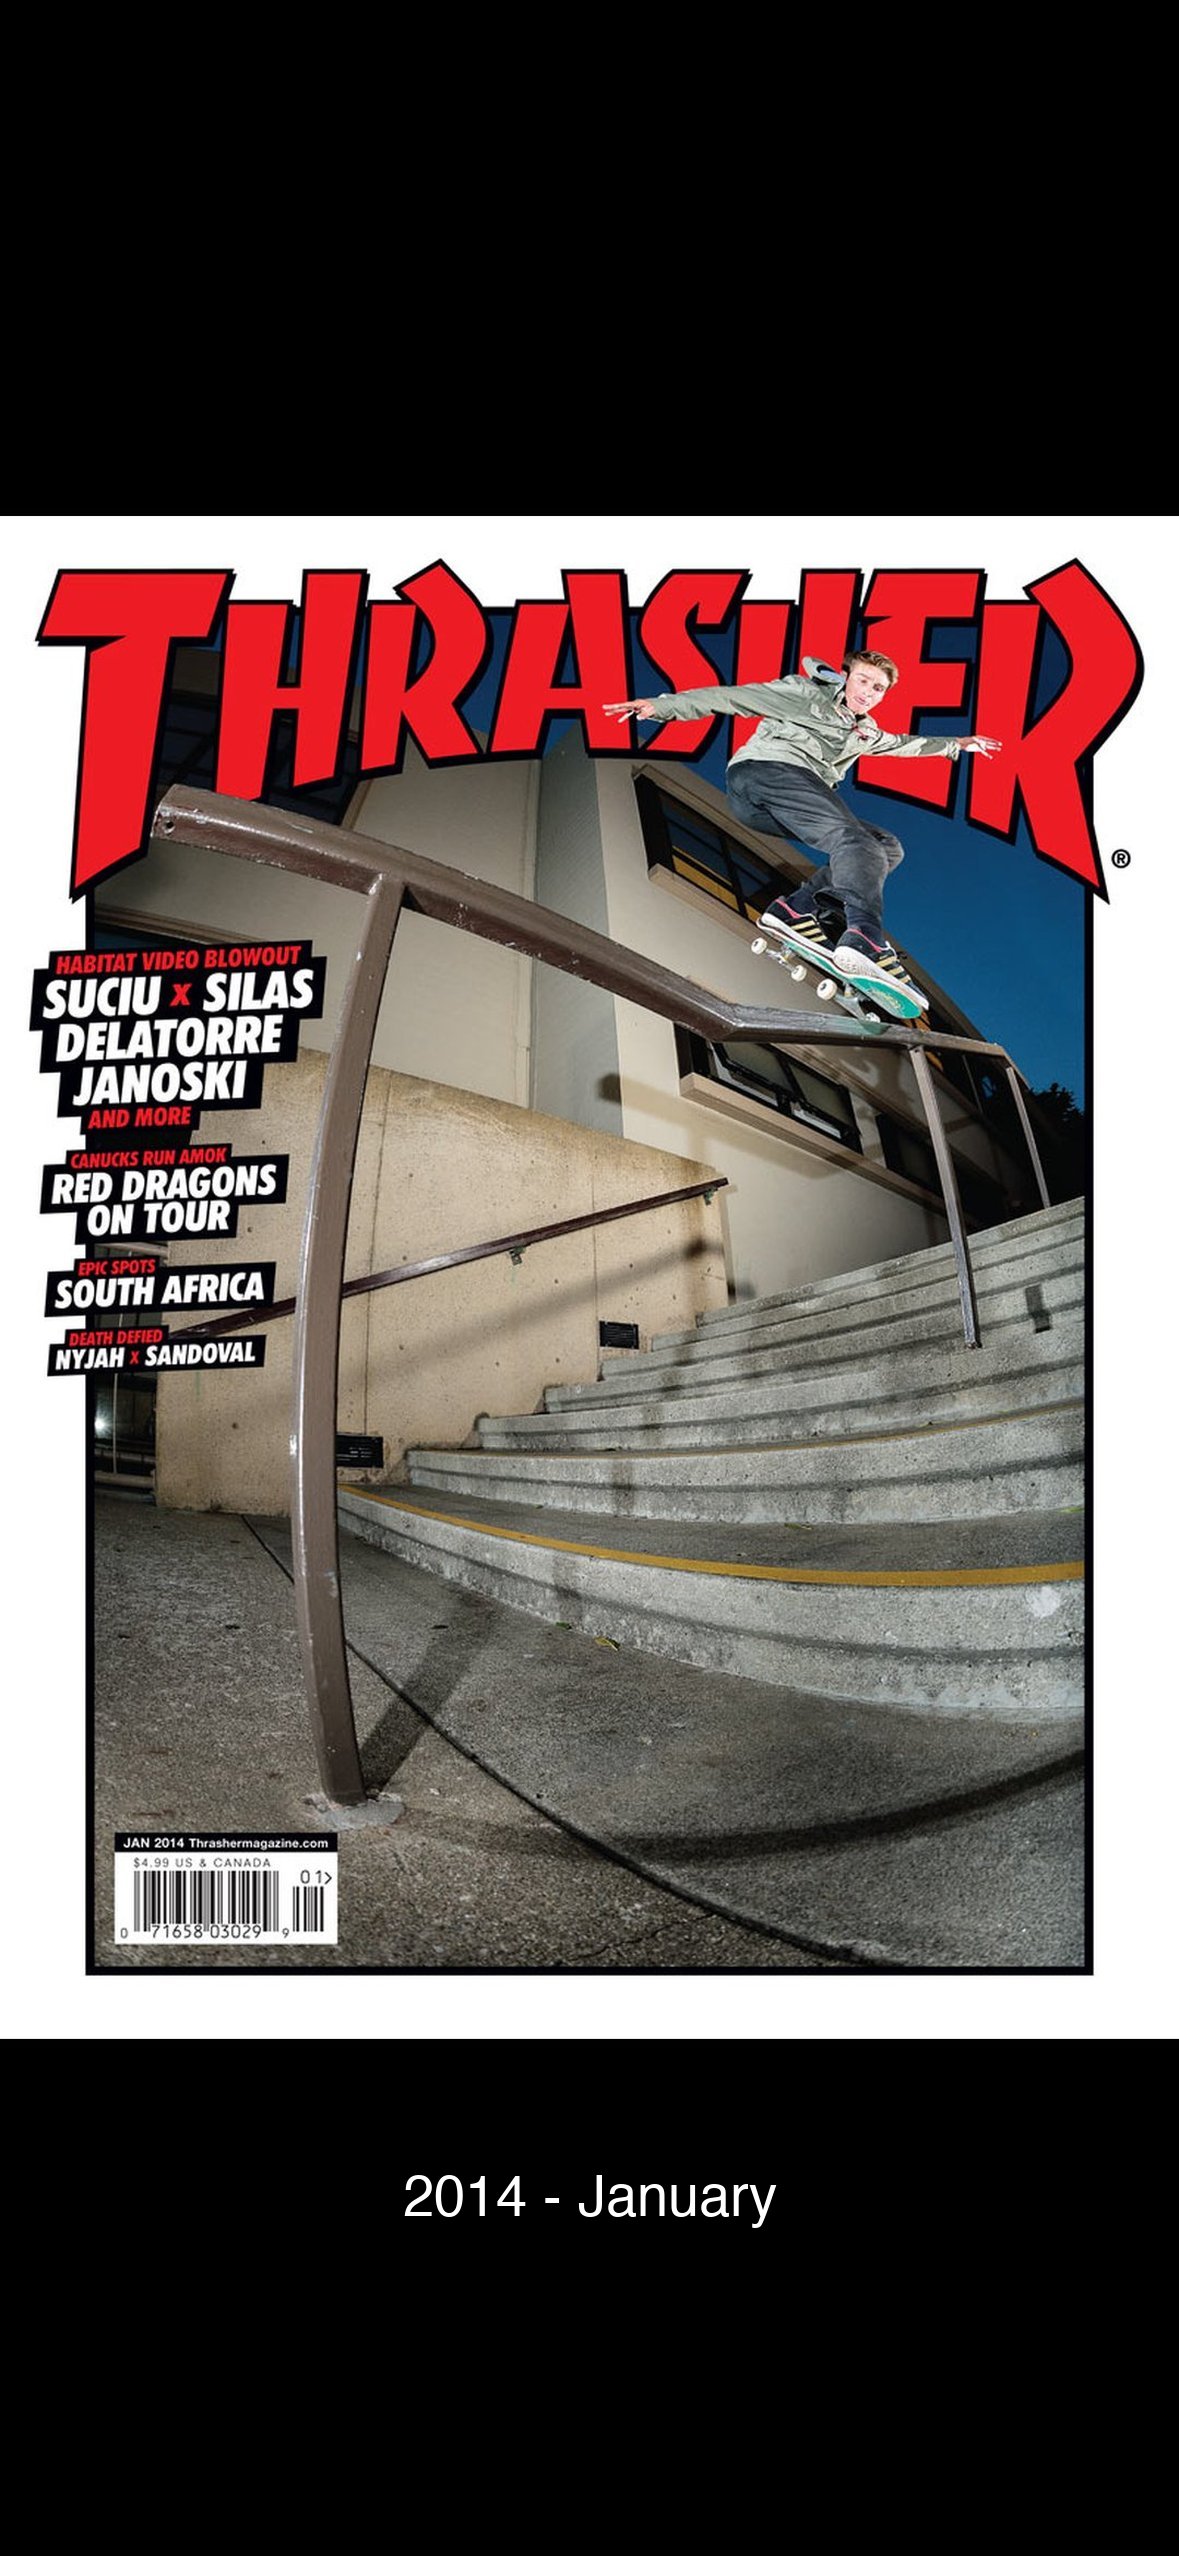 THRASHER
®
HABITAT VIDEO BLOWOUT
SUCIU x SILAS
DELATORRE
JANOSKI
AND MORE
CANUCKS RUN AMOK
RED DRAGONS
ON TOUR
EPIC SPOTS
SOUTH AFRICA
DEATH DEFIED
NYJAH x SANDOVAL
JAN 2014 Thrashermagazine.com
$4.99 US & CANADA
01>
0 71658 03029 9
2014 - January